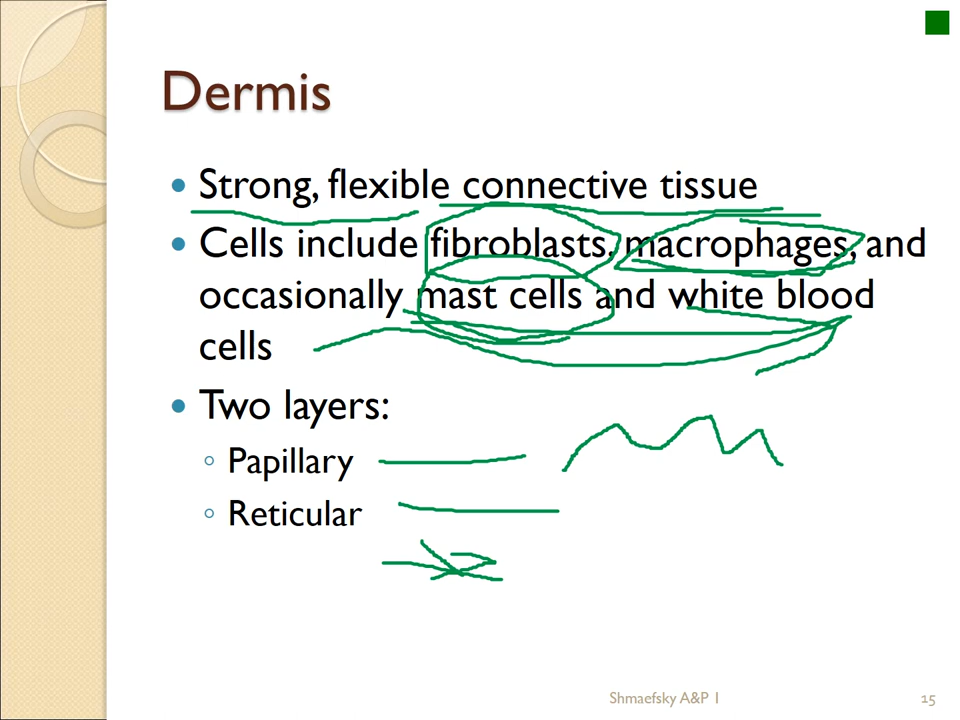 Dermis
• Strong, flexible connective tissue
• Cells include fibroblasts, macrophages, and
occasionally mast cells and white blood
cells
• Two layers:
◦ Papillary
◦ Reticular
Shmaefsky A&P 1
15